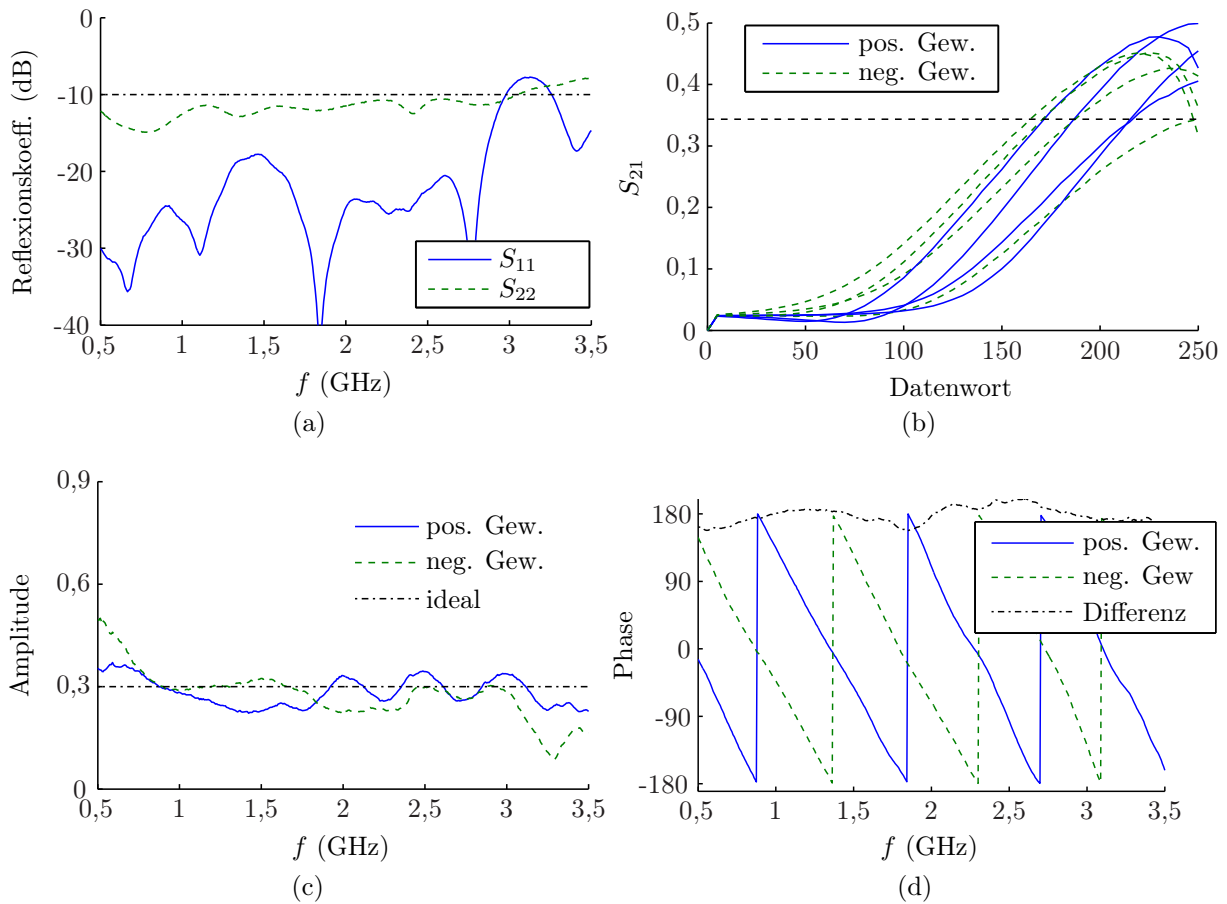 0
-10
-20
-30
-40
0,5
1
1,5
2
2,5
3
3,5
Reflexionskoeff. (dB)
f (GHz)
S11
S22
(a)
0,5
0,4
0,3
0,2
0,1
0
0
50
100
150
200
250
S21
Datenwort
pos. Gew.
neg. Gew.
(b)
0,9
0,6
0,3
0
0,5
1
1,5
2
2,5
3
3,5
Amplitude
f (GHz)
pos. Gew.
neg. Gew.
ideal
(c)
180
90
0
-90
-180
0,5
1
1,5
2
2,5
3
3,5
Phase
f (GHz)
pos. Gew.
neg. Gew
Differenz
(d)